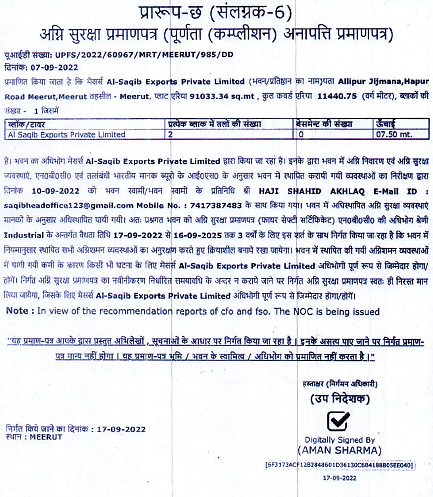 प्रारूप-छ (संलग्नक-6)
अग्नि सुरक्षा प्रमाणपत्र (पूर्णता (कम्प्लीशन) अनापत्ति प्रमाणपत्र)
यूआईडी संख्या: UPFS/2022/60967/MRT/MEERUT/985/DD
दिनांक: 07-09-2022
प्रमाणित किया जाता है कि मेसर्स Al-Saqib Exports Private Limited (भवन/प्रतिष्ठान का नाम)पता Allipur Jijmana,Hapur
Road Meerut,Meerut तहसील - Meerut, प्लाट एरिया 91033.34 sq.mt , कुल कवर्ड एरिया 11440.75 (वर्ग मीटर), ब्लाकों की
संख्या - 1 जिसमें
ब्लॉक/टावर प्रत्येक ब्लाक में तलों की संख्या बेसमेन्ट की संख्या ऊँचाई
Al Saqib Exports Private Limited 2 0 07.50 mt.
है। भवन का अधिभोग मेसर्स Al-Saqib Exports Private Limited द्वारा किया जा रहा है। इनके द्वारा भवन में अग्नि निवारण एवं अग्नि सुरक्षा
व्यवस्थाएं, एन०बी०सी० एवं तत्संबंधी भारतीय मानक ब्यूरो के आई०एस० के अनुसार भवन में स्थापित करायी गयी व्यवस्थाओं का निरीक्षण द्वारा
दिनांक 10-09-2022 को भवन स्वामी/भवन स्वामी के प्रतिनिधि श्री HAJI SHAHID AKHLAQ E-Mail ID :
saqibheadoffice123@gmail.com Mobile No. : 7417387483 के साथ किया गया। भवन में अधिस्थापित अग्नि सुरक्षा व्यवस्थाएं
मानकों के अनुसार अधिस्थापित पायी गयीं। अतः प्रश्नगत भवन को अग्नि सुरक्षा प्रमाणपत्र (फायर सेफ्टी सर्टिफिकेट) एन०बी०सी० की अधिभोग श्रेणी
Industrial के अन्तर्गत वैधता तिथि 17-09-2022 से 16-09-2025 तक 3 वर्षों के लिए इस शर्त के साथ निर्गत किया जा रहा है कि भवन में
नियमानुसार स्थापित सभी अग्निशमन व्यवस्थाओं का अनुरक्षण करते हुए क्रियाशील बनाये रखा जायेगा। भवन में स्थापित की गयी अग्निशमन व्यवस्थाओं
में पायी गयी कमी के कारण किसी भी घटना के लिए मेसर्स Al-Saqib Exports Private Limited अधिभोगी पूर्ण रूप से जिम्मेदार होगा/
होंगे। निर्गत अग्नि सुरक्षा प्रमाणपत्र का नवीनीकरण निर्धारित समयावधि के अन्दर न कराये जाने पर निर्गत अग्नि सुरक्षा प्रमाणपत्र स्वतः ही निरस्त मान
लिया जायेगा, जिसके लिए मेसर्स Al-Saqib Exports Private Limited अधिभोगी पूर्ण रूप से जिम्मेदार होगा/होंगे।
Note : In view of the recommendation reports of cfo and fso. The NOC is being issued
"यह प्रमाण-पत्र आपके द्वारा प्रस्तुत अभिलेखों , सूचनाओं के आधार पर निर्गत किया जा रहा है। इनके असत्य पाए जाने पर निर्गत प्रमाण-
पत्र मान्य नहीं होगा । यह प्रमाण-पत्र भूमि / भवन के स्वामित्व / अधिभोग को प्रमाणित नहीं करता है।"
हस्ताक्षर (निर्गमन अधिकारी)
(उप निदेशक)
Digitally Signed By
(AMAN SHARMA)
निर्गत किये जाने का दिनांक : 17-09-2022
स्थान : MEERUT
17-09-2022